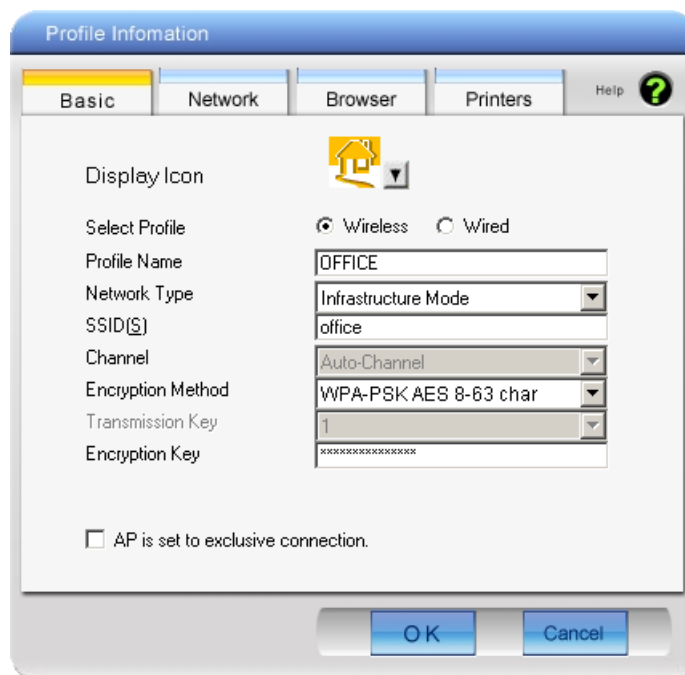 Profile Infomation
Basic
Network
Browser
Printers
Help
Display Icon
Select Profile
Wireless
Wired
Profile Name
OFFICE
Network Type
Infrastructure Mode
SSID(S)
office
Channel
Auto-Channel
Encryption Method
WPA-PSK AES 8-63 char
Transmission Key
1
Encryption Key
×××××××××××××××
AP is set to exclusive connection.
OK
Cancel